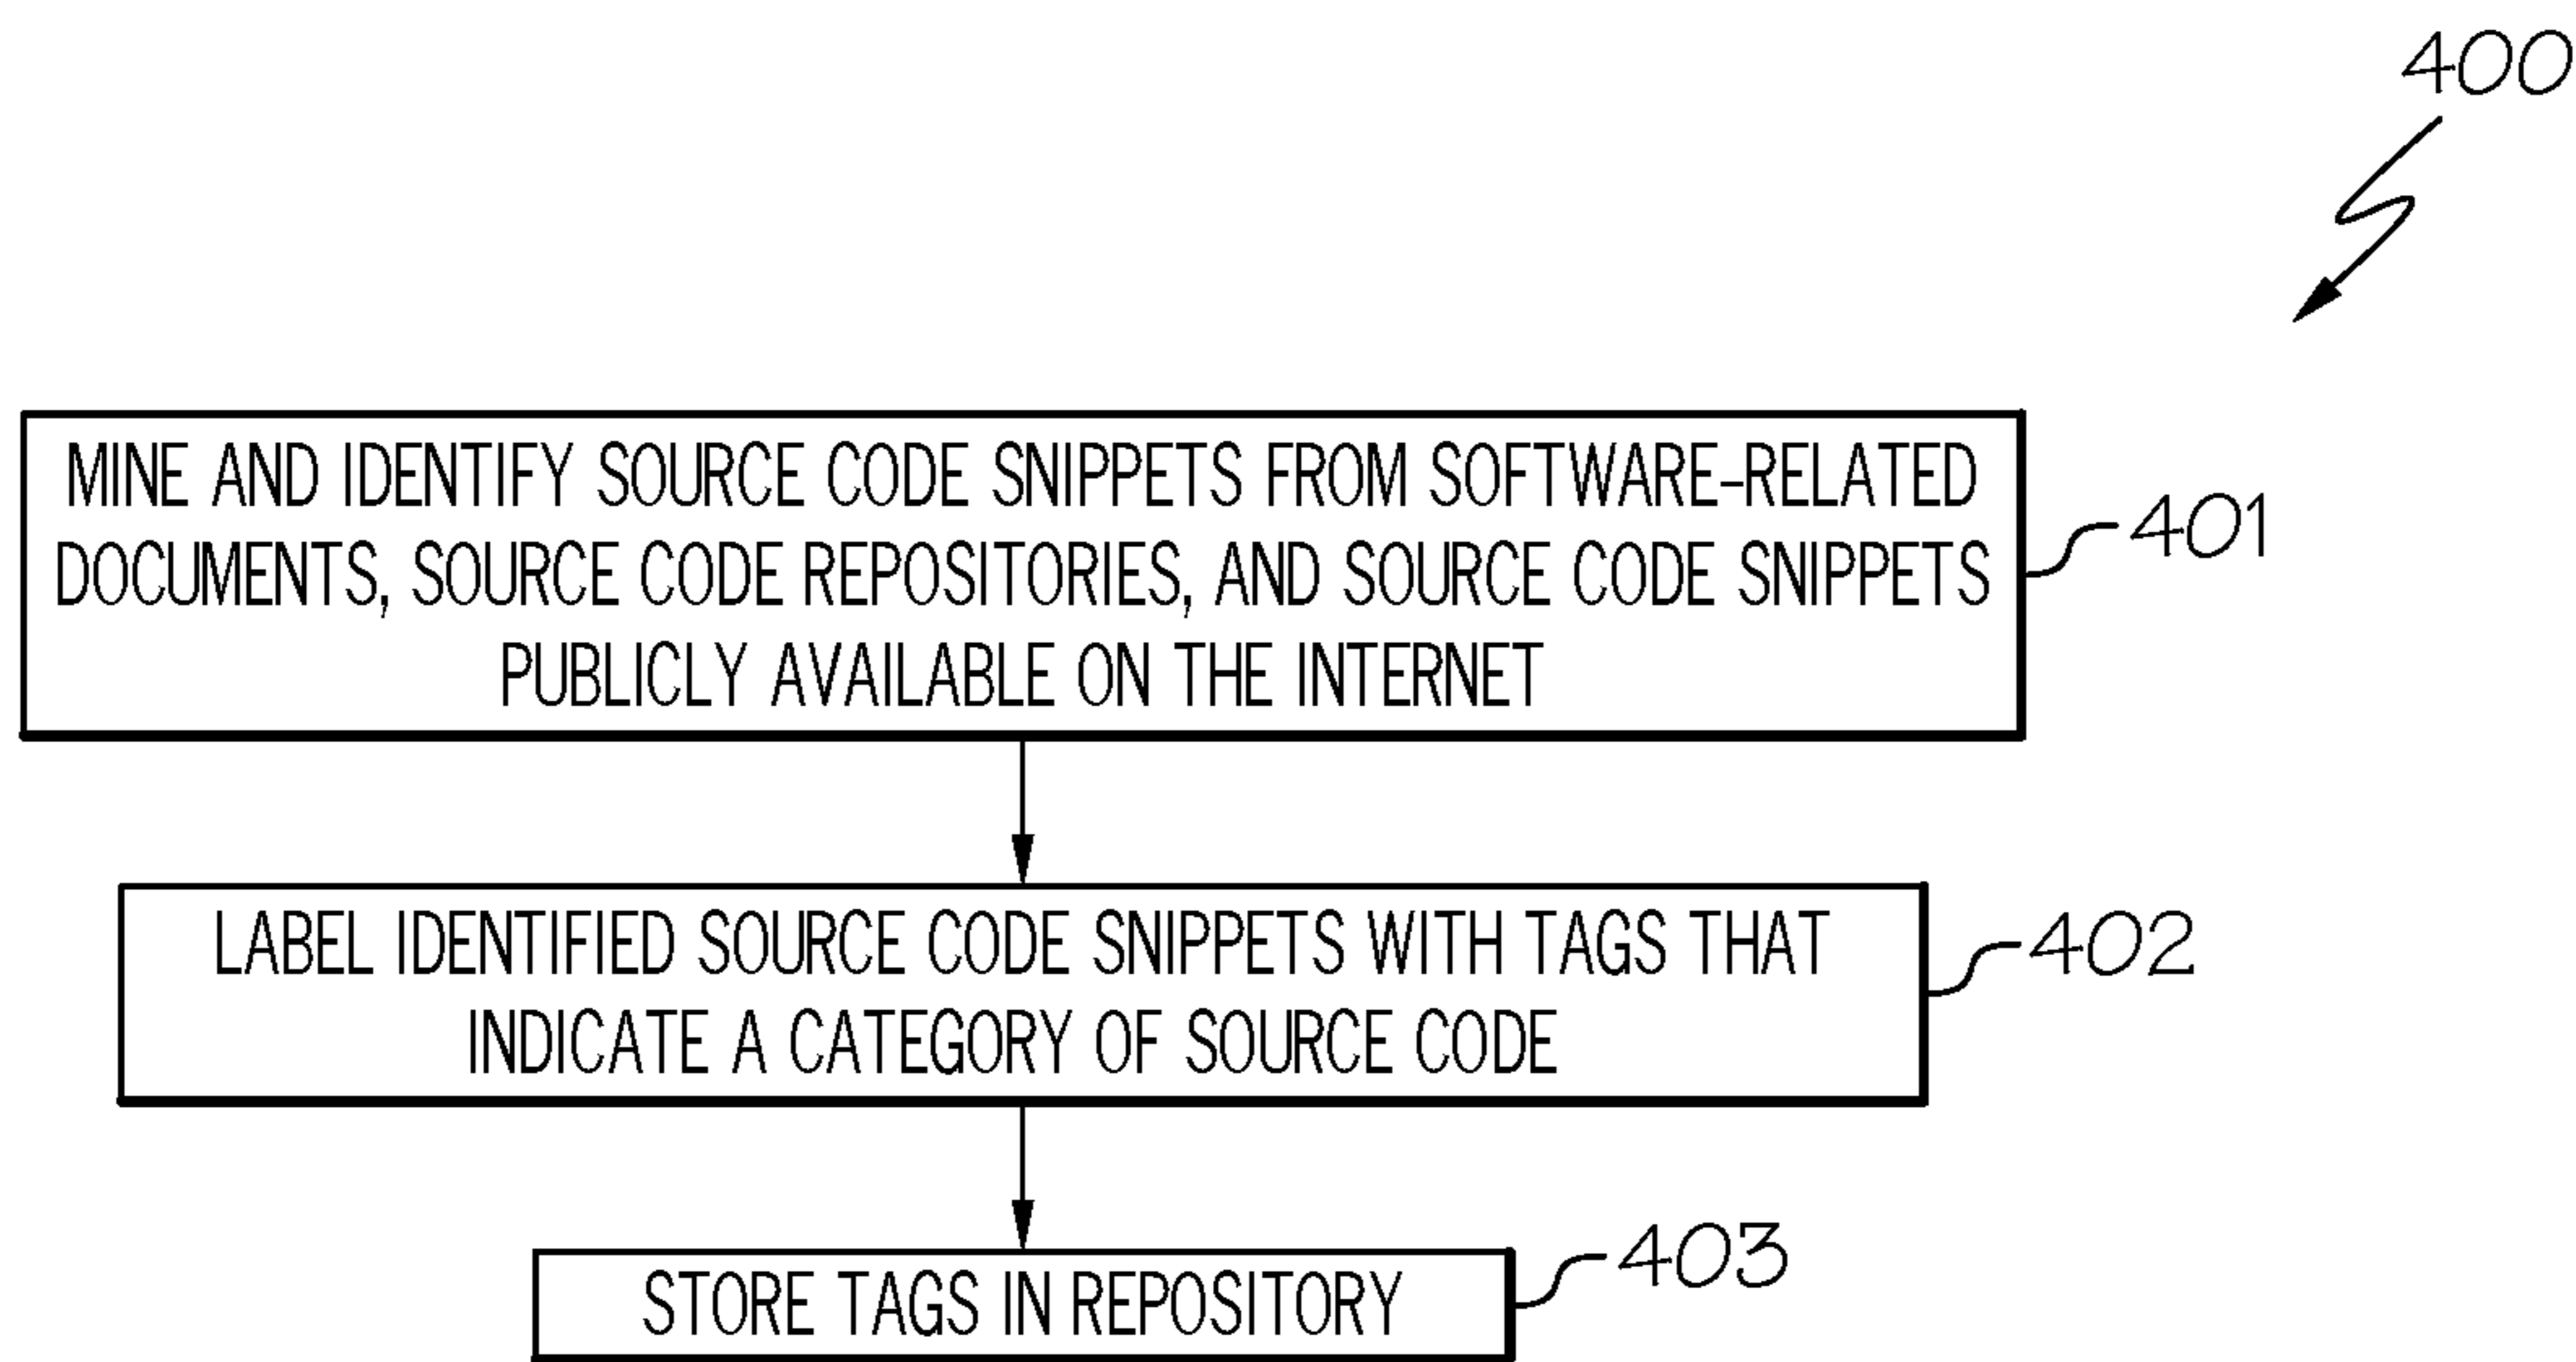 400
MINE AND IDENTIFY SOURCE CODE SNIPPETS FROM SOFTWARE-RELATED
DOCUMENTS, SOURCE CODE REPOSITORIES, AND SOURCE CODE SNIPPETS
PUBLICLY AVAILABLE ON THE INTERNET
401
LABEL IDENTIFIED SOURCE CODE SNIPPETS WITH TAGS THAT
INDICATE A CATEGORY OF SOURCE CODE
402
STORE TAGS IN REPOSITORY
403